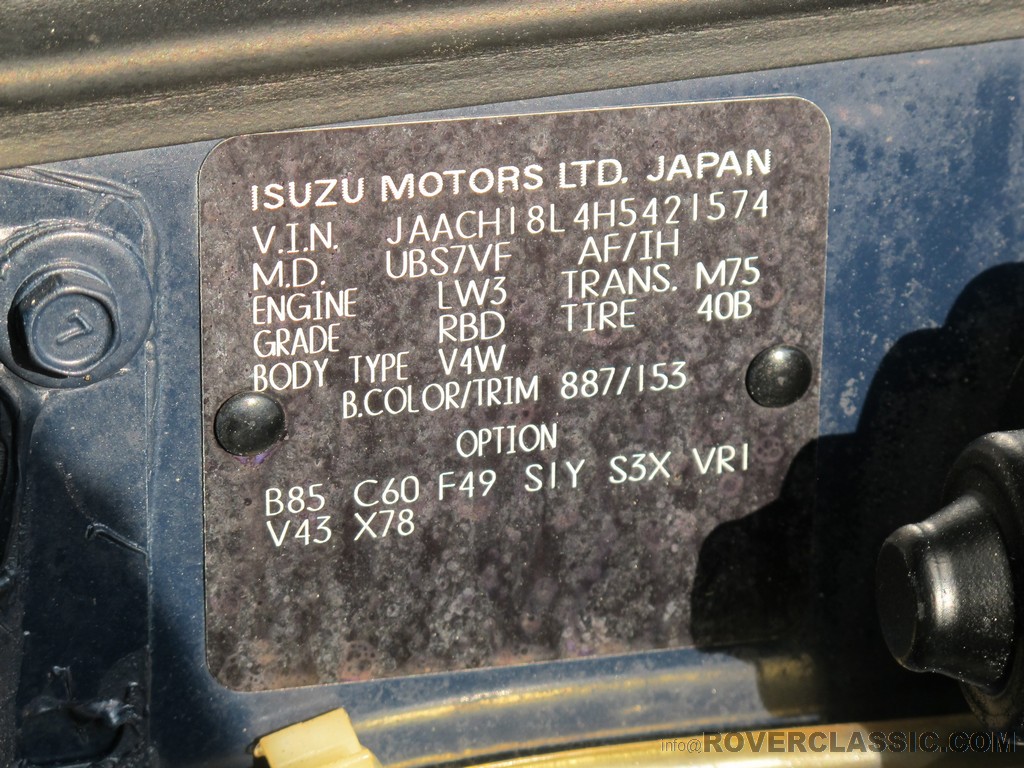 ISUZU MOTORS LTD. JAPAN
V.I.N. JAACH18L4H5421574
M.D. UBS7VF AF/IH
ENGINE LW3 TRANS. M75
GRADE RBD TIRE 40B
BODY TYPE V4W
B.COLOR/TRIM 887/153
OPTION
B85 C60 F49 S1Y S3X VR1
V43 X78
info@ROVERCLASSIC.COM